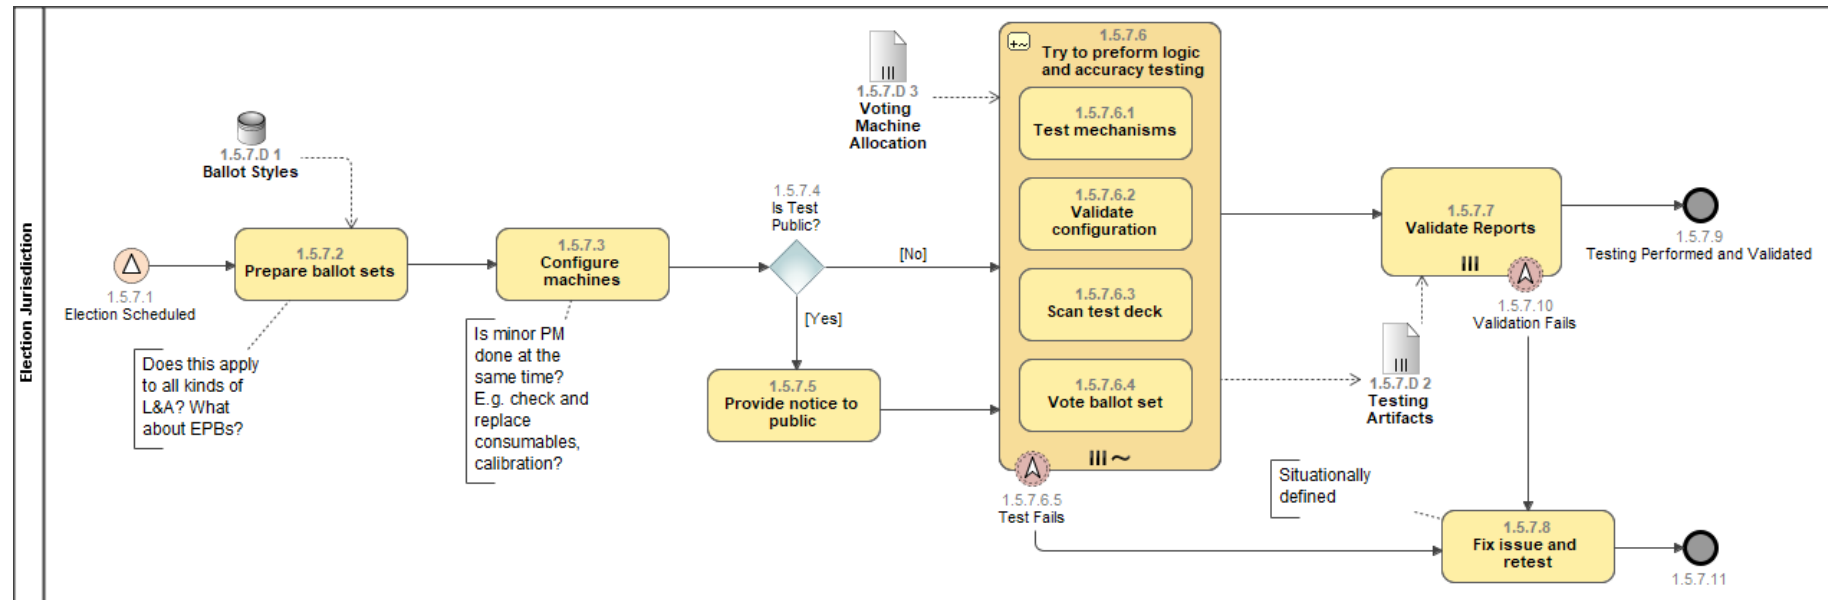 Election Jurisdiction
1.5.7.1
Election Scheduled
1.5.7.D 1
Ballot Styles
1.5.7.2
Prepare ballot sets
Does this apply
to all kinds of
L&A? What
about EPBs?
1.5.7.3
Configure
machines
Is minor PM
done at the
same time?
E.g. check and
replace
consumables,
calibration?
1.5.7.4
Is Test
Public?
[No]
[Yes]
1.5.7.5
Provide notice to
public
1.5.7.D 3
Voting
Machine
Allocation
1.5.7.6
Try to preform logic
and accuracy testing
1.5.7.6.1
Test mechanisms
1.5.7.6.2
Validate
configuration
1.5.7.6.3
Scan test deck
1.5.7.6.4
Vote ballot set
1.5.7.6.5
Test Fails
1.5.7.D 2
Testing
Artifacts
1.5.7.7
Validate Reports
1.5.7.9
Testing Performed and Validated
1.5.7.10
Validation Fails
Situationally
defined
1.5.7.8
Fix issue and
retest
1.5.7.11